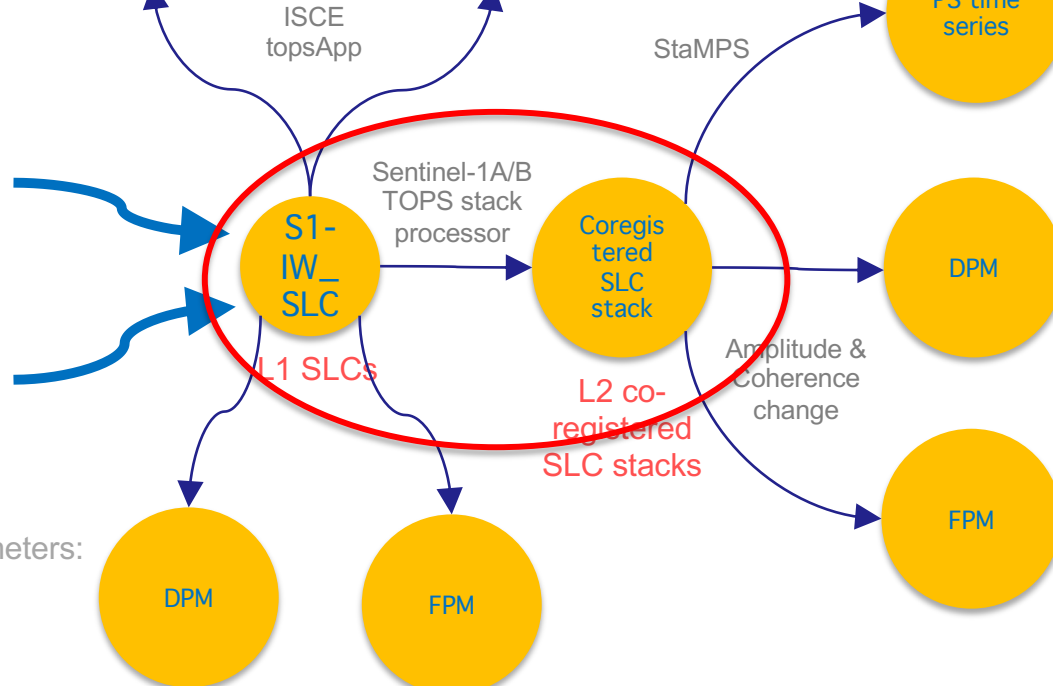 ISCE
topsApp
StaMPS
PS time
series
Sentinel-1A/B
TOPS stack
processor
S1-
IW_
SLC
Coregis
tered
SLC
stack
DPM
L1 SLCs
Amplitude &
Coherence
change
L2 co-
registered
SLC stacks
FPM
neters:
DPM
FPM